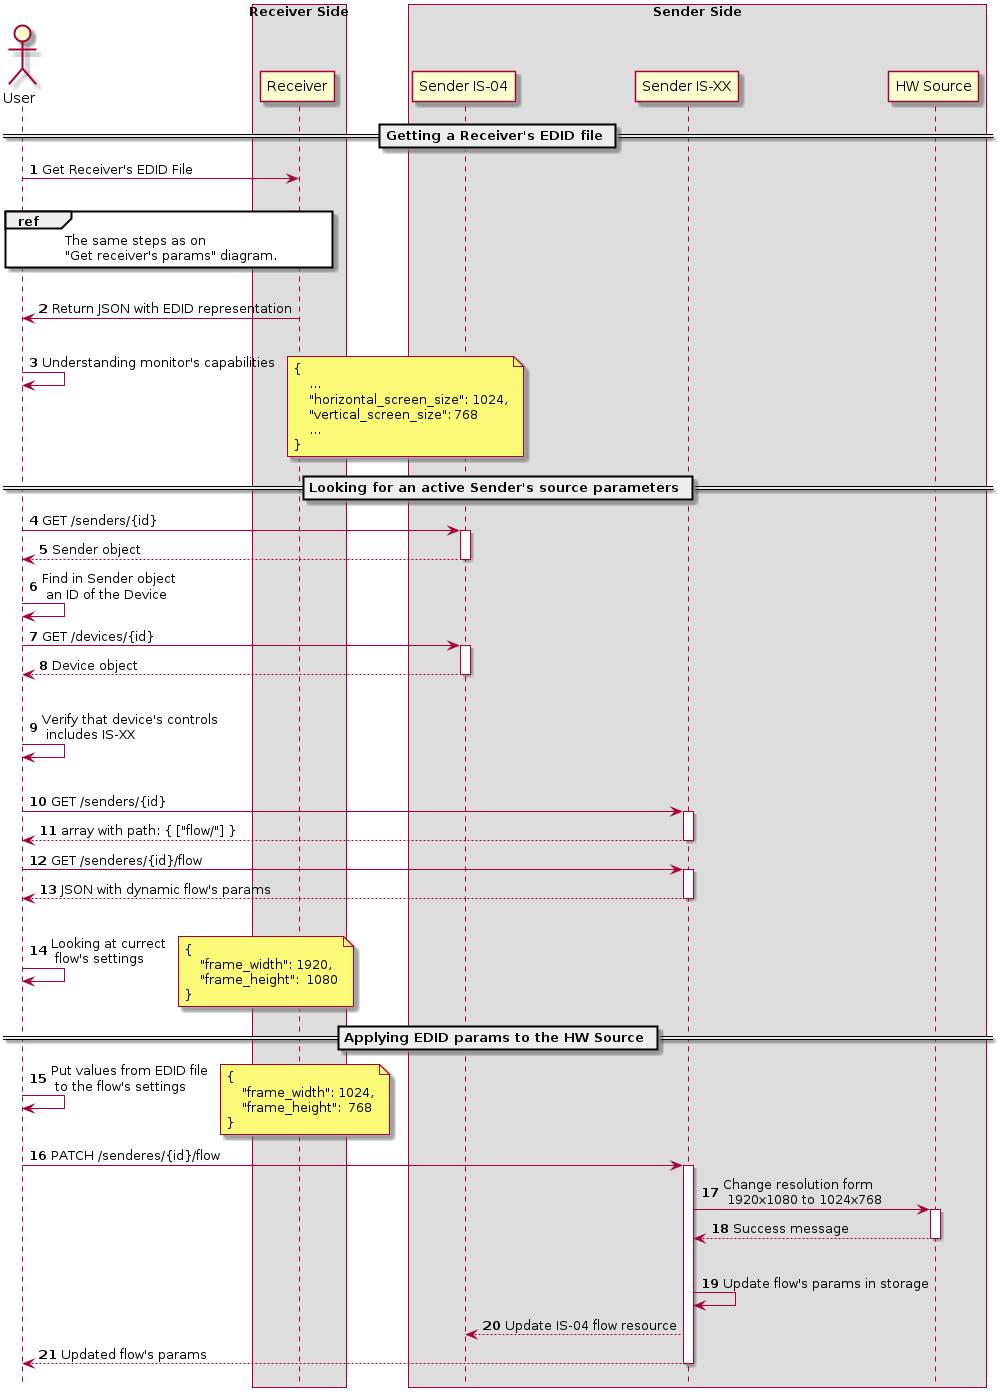 Receiver Side
Sender Side
User
Receiver
Sender IS-04
Sender IS-XX
HW Source
Getting a Receiver's EDID file
1 Get Receiver's EDID File
ref
The same steps as on
"Get receiver's params" diagram.
2 Return JSON with EDID representation
3 Understanding monitor's capabilities
{
...
"horizontal_screen_size": 1024,
"vertical_screen_size": 768
...
}
Looking for an active Sender's source parameters
4 GET /senders/{id}
5 Sender object
6 Find in Sender object
an ID of the Device
7 GET /devices/{id}
8 Device object
9 Verify that device's controls
includes IS-XX
10 GET /senders/{id}
11 array with path: { ["flow/"] }
12 GET /senderes/{id}/flow
13 JSON with dynamic flow's params
14 Looking at currect
flow's settings
{
"frame_width": 1920,
"frame_height": 1080
}
Applying EDID params to the HW Source
15 Put values from EDID file
to the flow's settings
{
"frame_width": 1024,
"frame_height": 768
}
16 PATCH /senderes/{id}/flow
17 Change resolution form
1920x1080 to 1024x768
18 Success message
19 Update flow's params in storage
20 Update IS-04 flow resource
21 Updated flow's params